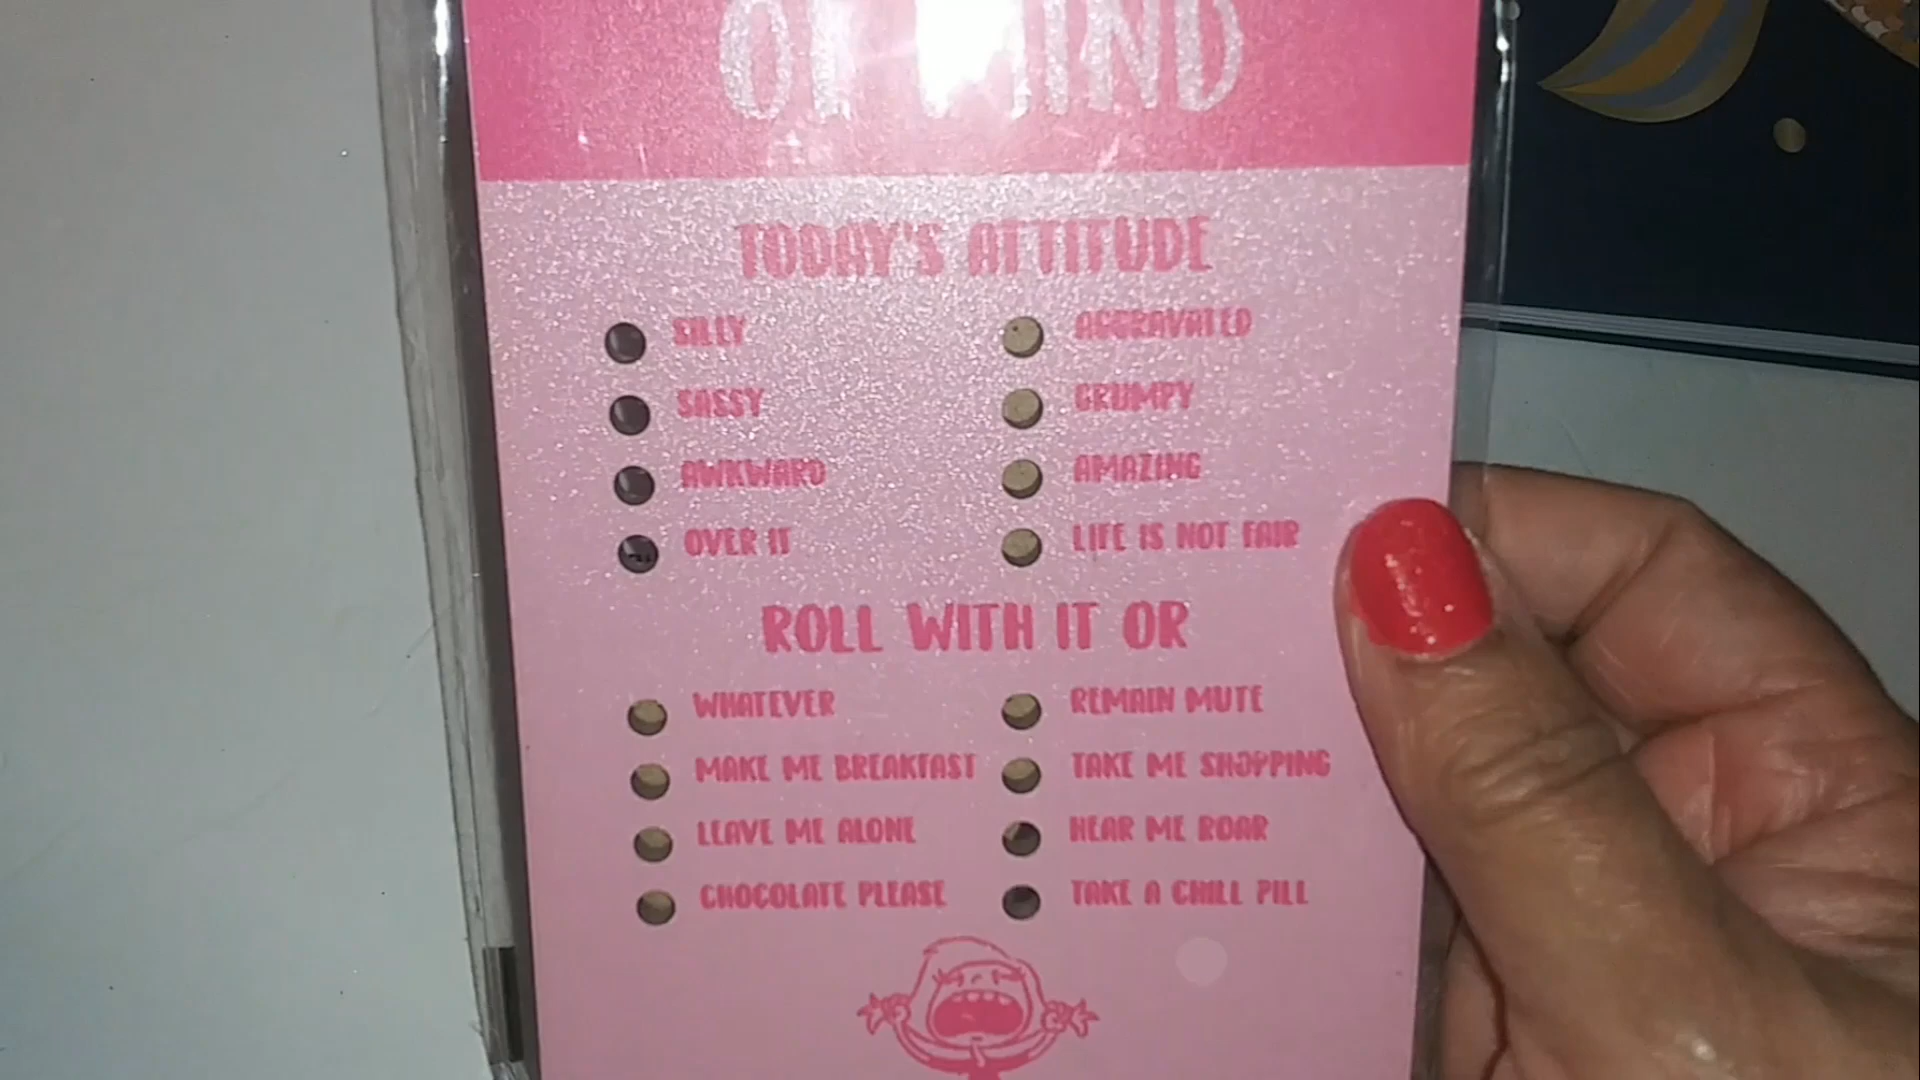 OF MIND
TODAY'S ATTITUDE
SILLY
AGGRAVATED
SASSY
GRUMPY
AWKWARD
AMAZING
OVER IT
LIFE IS NOT FAIR
ROLL WITH IT OR
WHATEVER
REMAIN MUTE
MAKE ME BREAKFAST
TAKE ME SHOPPING
LEAVE ME ALONE
HEAR ME ROAR
CHOCOLATE PLEASE
TAKE A CHILL PILL